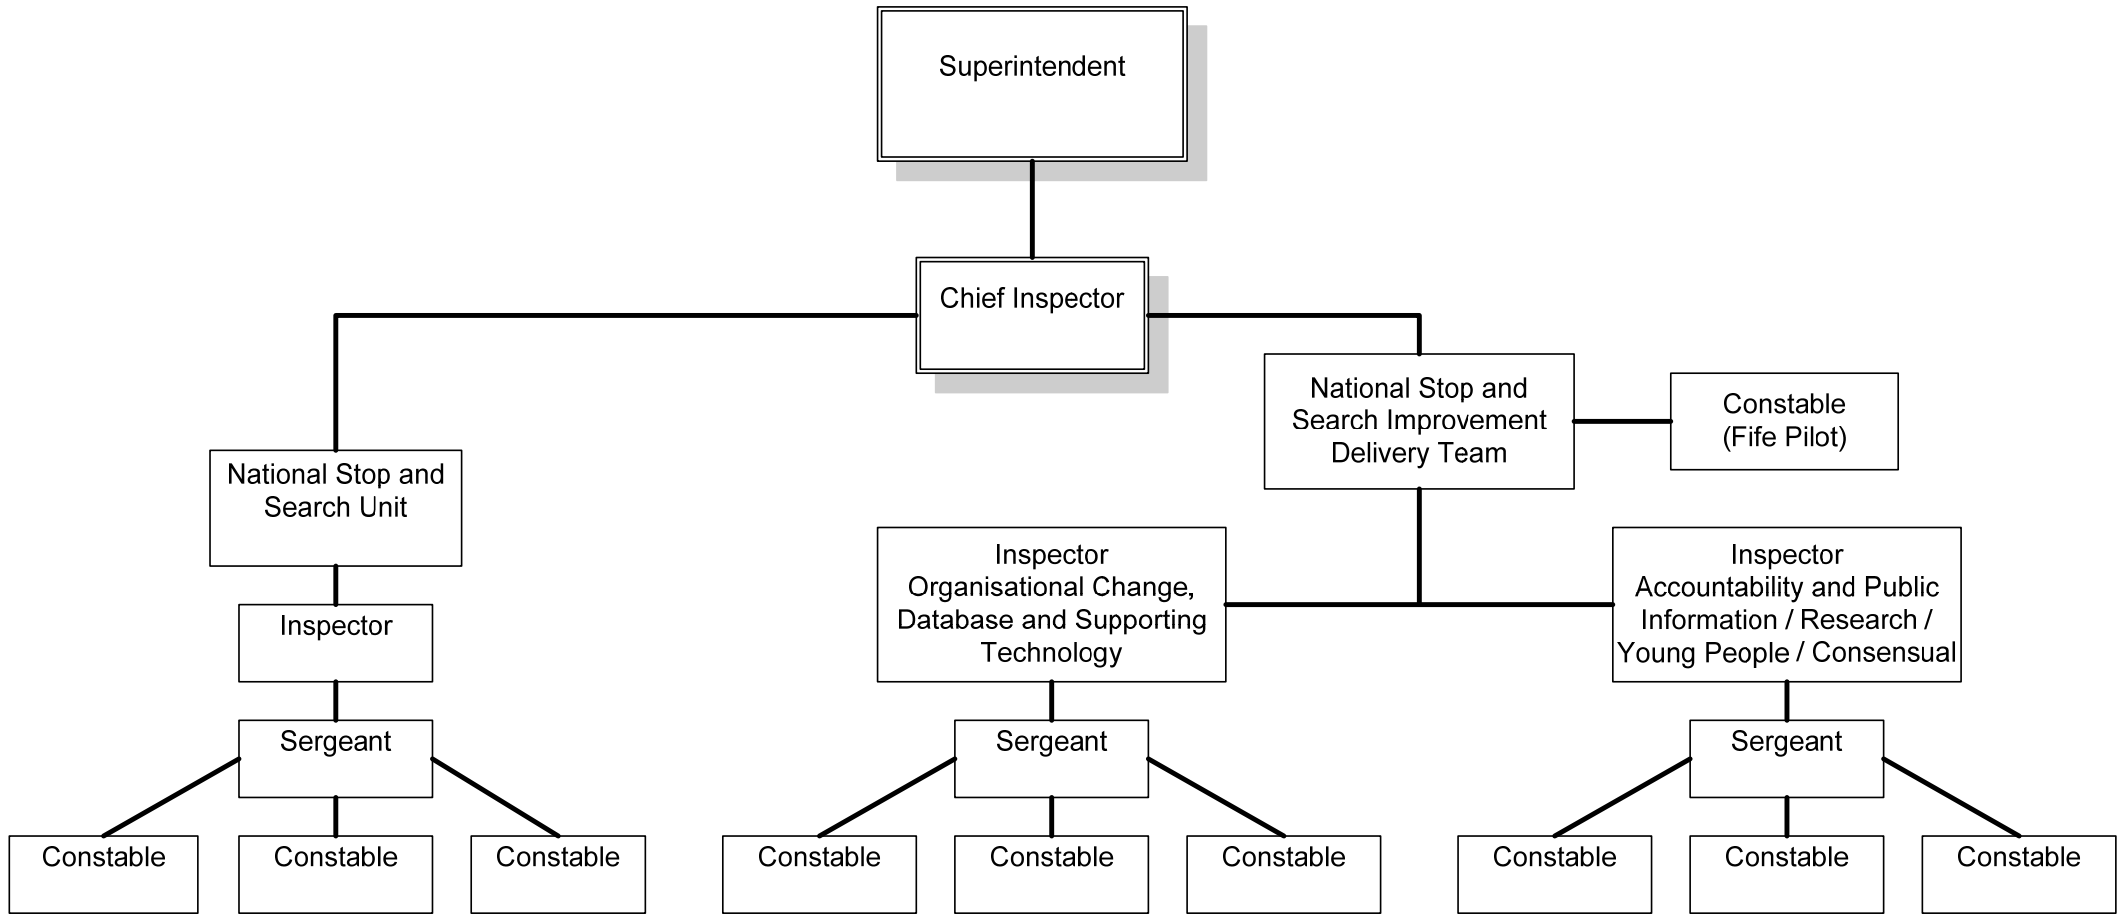 Superintendent
Chief Inspector
National Stop and
Search Improvement
Delivery Team
Constable
(Fife Pilot)
National Stop and
Search Unit
Inspector
Organisational Change,
Database and Supporting
Technology
Inspector
Accountability and Public
Information / Research /
Young People / Consensual
Inspector
Sergeant
Sergeant
Sergeant
Constable
Constable
Constable
Constable
Constable
Constable
Constable
Constable
Constable